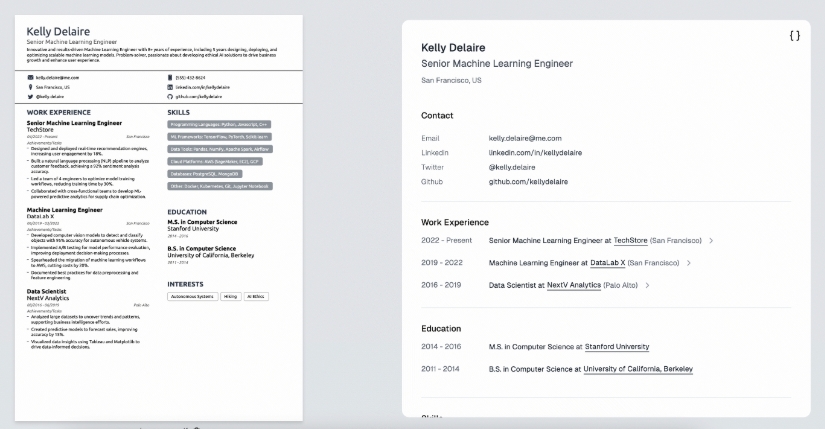 Kelly Delaire
Senior Machine Learning Engineer
Innovative and results-driven Machine Learning Engineer with 8+ years of experience, including 5 years designing, deploying, and
optimizing scalable machine learning models. Problem-solver, passionate about developing ethical AI solutions to drive business
growth and enhance user experience.
kelly.delaire@me.com
San Francisco, US
@kellydelaire
linkedin.com/in/kellydelaire
github.com/kellydelaire
WORK EXPERIENCE
Senior Machine Learning Engineer
TechStore
San Francisco
Achievements/Tasks
Designed and deployed real-time recommendation engines,
increasing user engagement by 18%.
Built a natural language processing (NLP) pipeline to analyze
customer feedback, achieving a 92% sentiment analysis
accuracy.
Led a team of 4 engineers to optimize model training
workflows, reducing training time by 30%.
Collaborated with cross-functional teams to develop ML-
powered predictive analytics for supply chain optimization.
Machine Learning Engineer
DataLab X
San Francisco
Achievements/Tasks
Developed computer vision models to detect and classify
objects with 95% accuracy for autonomous vehicle systems.
Implemented A/B testing for model performance evaluation,
improving deployment decision-making processes.
Spearheaded the migration of machine learning workflows
to AWS, cutting costs by 20%.
Documented best practices for data preprocessing and
feature engineering.
Data Scientist
NextV Analytics
Palo Alto
Achievements/Tasks
Analyzed large datasets to uncover trends and patterns,
supporting business intelligence efforts.
Created predictive models to forecast sales, improving
accuracy by 15%.
Visualized data insights using Tableau and Matplotlib to
drive data-informed decisions.
SKILLS
Programming Languages: Python, Javascript, C++
ML Frameworks: TensorFlow, PyTorch, Scikit-learn
Data Tools: Pandas, NumPy, Apache Spark, Airflow
Cloud Platforms: AWS (SageMaker, EC2, S3), GCP
Databases: PostgreSQL, MongoDB
Other: Docker, Kubernetes, Git, Jupyter Notebook
EDUCATION
M.S. in Computer Science
Stanford University
2014 - 2016
B.S. in Computer Science
University of California, Berkeley
2011 - 2014
INTERESTS
Autonomous Systems
Hiking
AI Ethics
{ }
Kelly Delaire
Senior Machine Learning Engineer
San Francisco, US
Contact
Email kelly.delaire@me.com
Linkedin linkedin.com/in/kellydelaire
Twitter @kelly.delaire
Github github.com/kellydelaire
Work Experience
2022 - Present Senior Machine Learning Engineer at TechStore (San Francisco) >
2019 - 2022 Machine Learning Engineer at DataLab X (San Francisco) >
2016 - 2019 Data Scientist at NextV Analytics (Palo Alto) >
Education
2014 - 2016 M.S. in Computer Science at Stanford University
2011 - 2014 B.S. in Computer Science at University of California, Berkeley